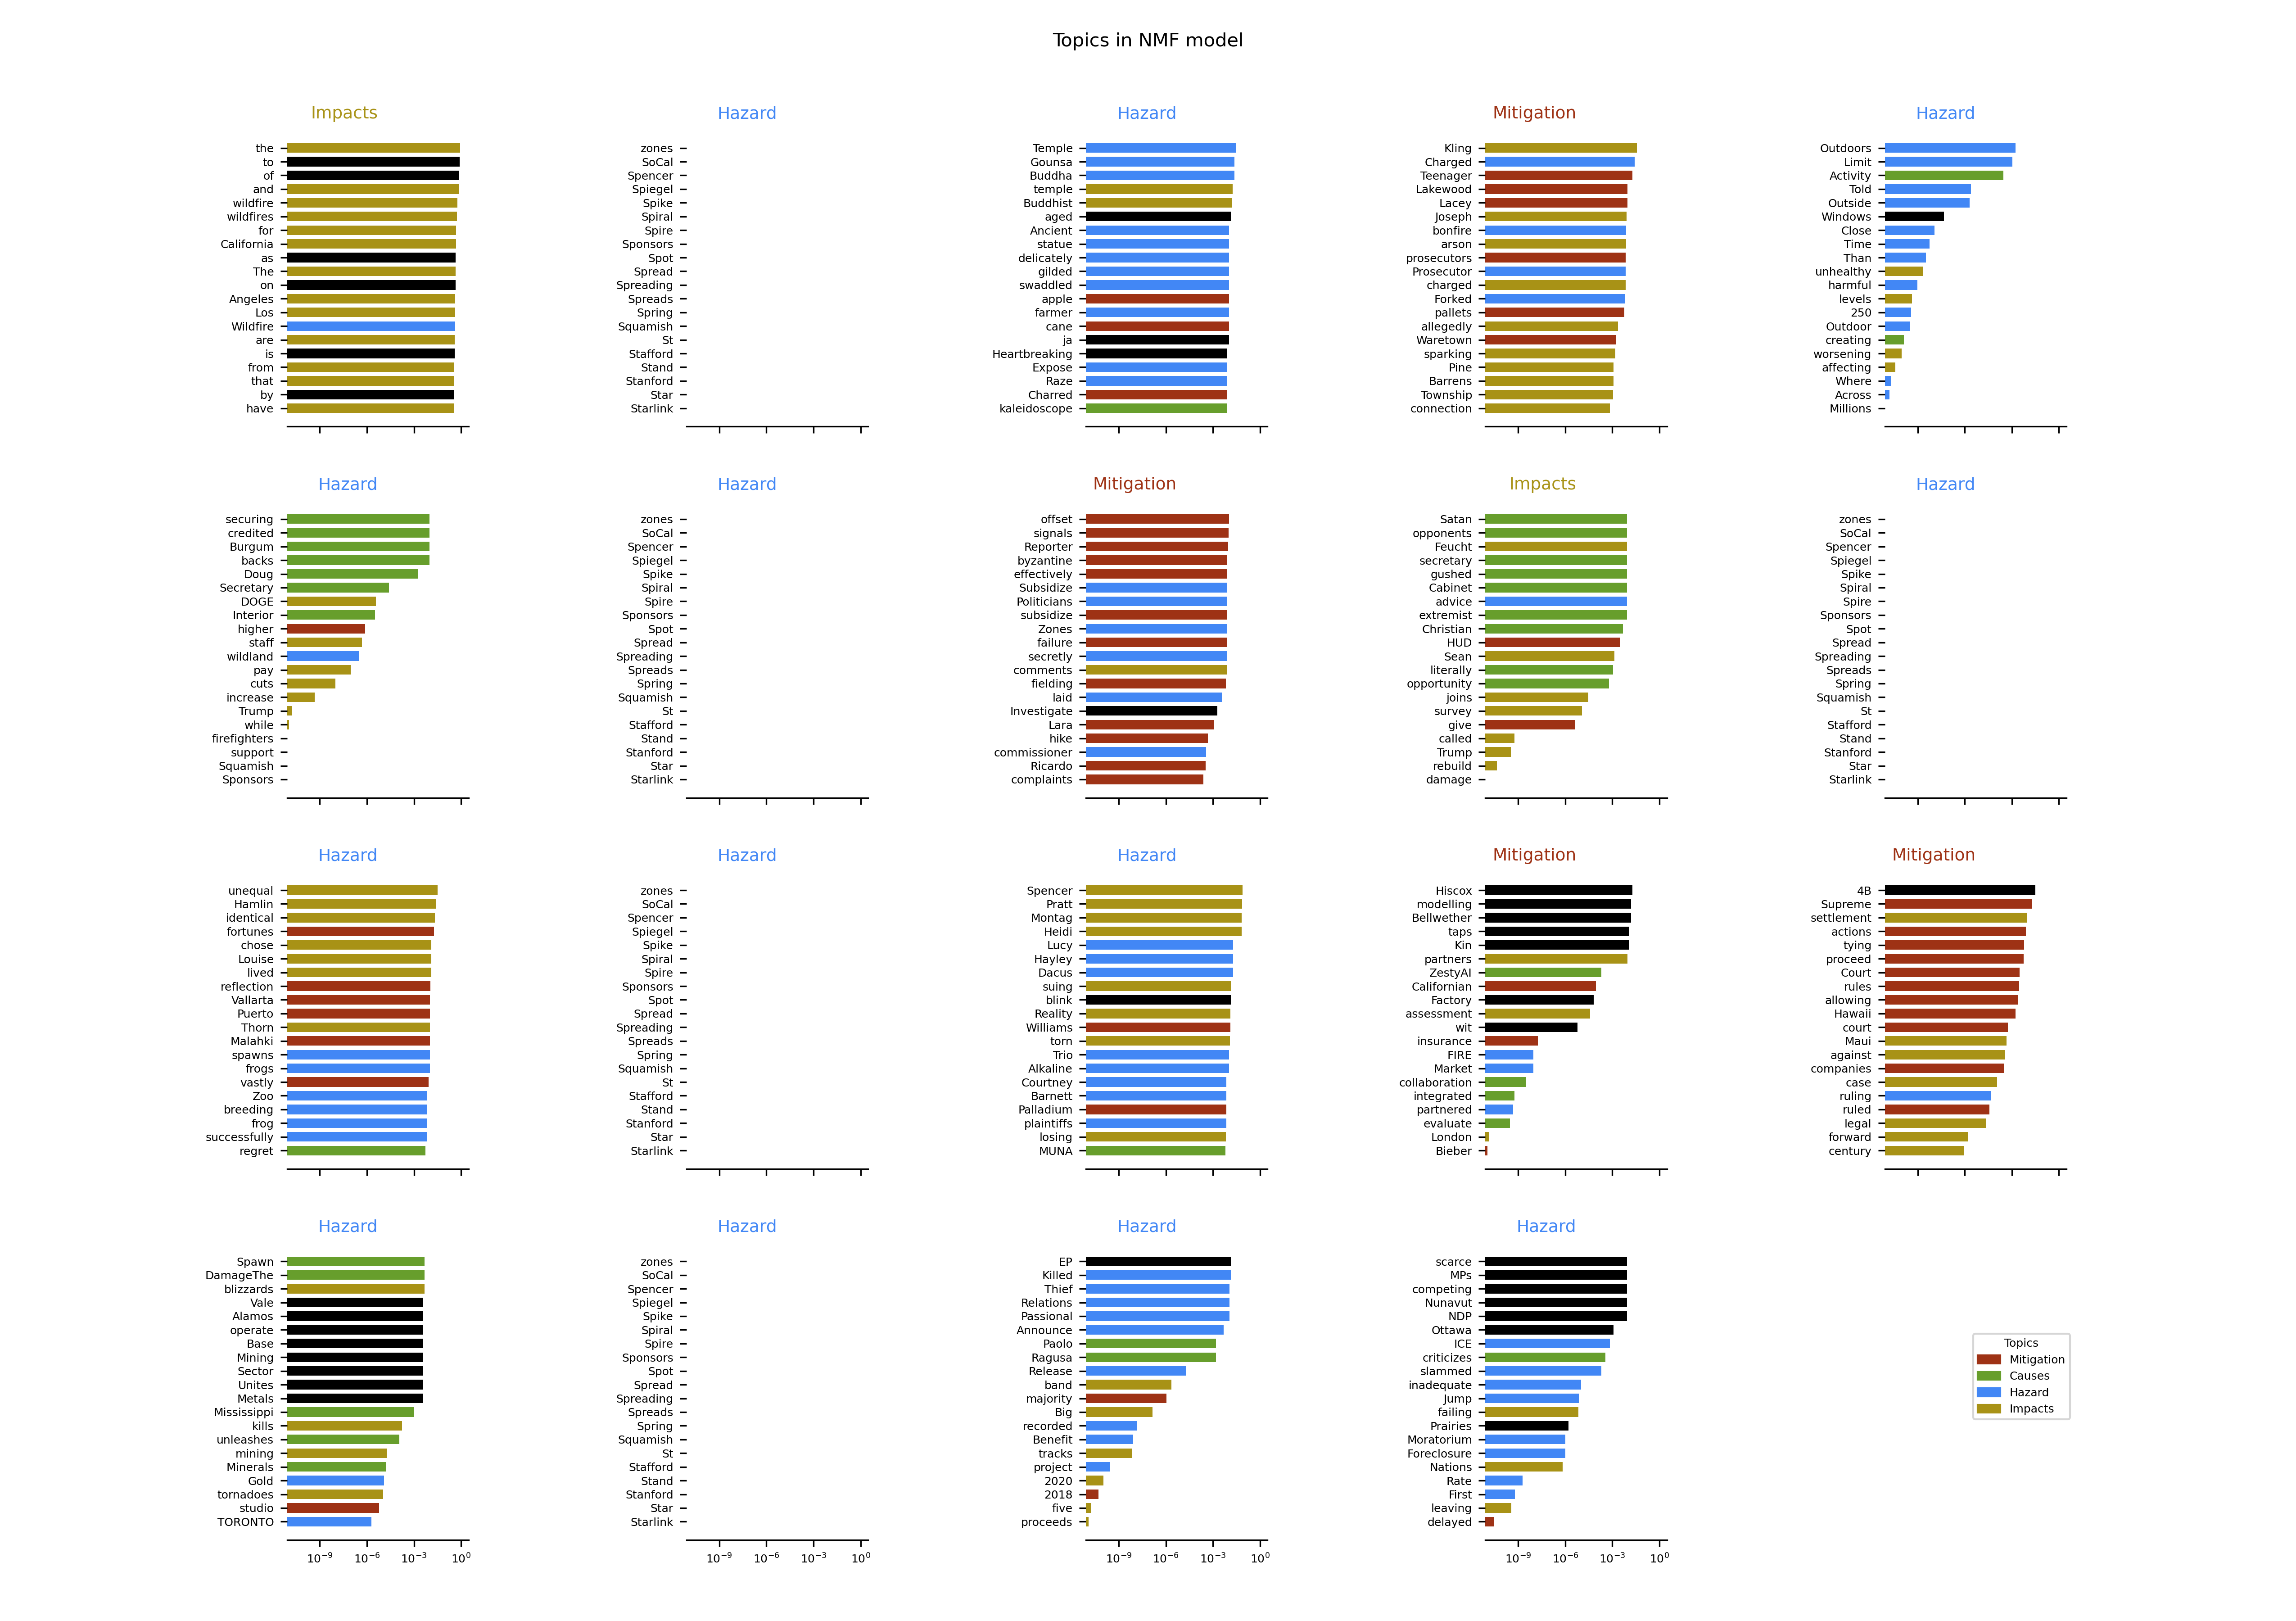 Topics in NMF model
Impacts
the
to
of
and
wildfire
wildfires
for
California
as
The
on
Angeles
Los
Wildfire
are
is
from
that
by
have
Hazard
zones
SoCal
Spencer
Spiegel
Spike
Spiral
Spire
Sponsors
Spot
Spread
Spreading
Spreads
Spring
Squamish
St
Stafford
Stand
Stanford
Star
Starlink
Hazard
Temple
Gounsa
Buddha
temple
Buddhist
aged
Ancient
statue
delicately
gilded
swaddled
apple
farmer
cane
ja
Heartbreaking
Expose
Raze
Charred
kaleidoscope
Mitigation
Kling
Charged
Teenager
Lakewood
Lacey
Joseph
bonfire
arson
prosecutors
Prosecutor
charged
Forked
pallets
allegedly
Waretown
sparking
Pine
Barrens
Township
connection
Hazard
Outdoors
Limit
Activity
Told
Outside
Windows
Close
Time
Than
unhealthy
harmful
levels
250
Outdoor
creating
worsening
affecting
Where
Across
Millions
Hazard
securing
credited
Burgum
backs
Doug
Secretary
DOGE
Interior
higher
staff
wildland
pay
cuts
increase
Trump
while
firefighters
support
Squamish
Sponsors
Hazard
zones
SoCal
Spencer
Spiegel
Spike
Spiral
Spire
Sponsors
Spot
Spread
Spreading
Spreads
Spring
Squamish
St
Stafford
Stand
Stanford
Star
Starlink
Mitigation
offset
signals
Reporter
byzantine
effectively
Subsidize
Politicians
subsidize
Zones
failure
secretly
comments
fielding
laid
Investigate
Lara
hike
commissioner
Ricardo
complaints
Impacts
Satan
opponents
Feucht
secretary
gushed
Cabinet
advice
extremist
Christian
HUD
Sean
literally
opportunity
joins
survey
give
called
Trump
rebuild
damage
Hazard
zones
SoCal
Spencer
Spiegel
Spike
Spiral
Spire
Sponsors
Spot
Spread
Spreading
Spreads
Spring
Squamish
St
Stafford
Stand
Stanford
Star
Starlink
Hazard
unequal
Hamlin
identical
fortunes
chose
Louise
lived
reflection
Vallarta
Puerto
Thorn
Malahki
spawns
frogs
vastly
Zoo
breeding
frog
successfully
regret
Hazard
zones
SoCal
Spencer
Spiegel
Spike
Spiral
Spire
Sponsors
Spot
Spread
Spreading
Spreads
Spring
Squamish
St
Stafford
Stand
Stanford
Star
Starlink
Hazard
Spencer
Pratt
Montag
Heidi
Lucy
Hayley
Dacus
suing
blink
Reality
Williams
torn
Trio
Alkaline
Courtney
Barnett
Palladium
plaintiffs
losing
MUNA
Mitigation
Hiscox
modelling
Bellwether
taps
Kin
partners
ZestyAI
Californian
Factory
assessment
wit
insurance
FIRE
Market
collaboration
integrated
partnered
evaluate
London
Bieber
Mitigation
4B
Supreme
settlement
actions
tying
proceed
Court
rules
allowing
Hawaii
court
Maui
against
companies
case
ruling
ruled
legal
forward
century
Hazard
Spawn
DamageThe
blizzards
Vale
Alamos
operate
Base
Mining
Sector
Unites
Metals
Mississippi
kills
unleashes
mining
Minerals
Gold
tornadoes
studio
TORONTO
10⁻⁹ 10⁻⁶ 10⁻³ 10⁰
Hazard
zones
SoCal
Spencer
Spiegel
Spike
Spiral
Spire
Sponsors
Spot
Spread
Spreading
Spreads
Spring
Squamish
St
Stafford
Stand
Stanford
Star
Starlink
10⁻⁹ 10⁻⁶ 10⁻³ 10⁰
Hazard
EP
Killed
Thief
Relations
Passional
Announce
Paolo
Ragusa
Release
band
majority
Big
recorded
Benefit
tracks
project
2020
2018
five
proceeds
10⁻⁹ 10⁻⁶ 10⁻³ 10⁰
Hazard
scarce
MPs
competing
Nunavut
NDP
Ottawa
ICE
criticizes
slammed
inadequate
Jump
failing
Prairies
Moratorium
Foreclosure
Nations
Rate
First
leaving
delayed
10⁻⁹ 10⁻⁶ 10⁻³ 10⁰
Topics
Mitigation
Causes
Hazard
Impacts